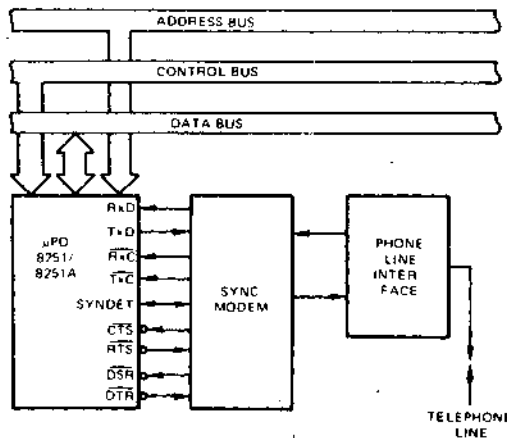 ADDRESS BUS
CONTROL BUS
DATA BUS
μPD
8251/
8251A
RxD
TxD
RxC
TxC
SYNDET
CTS
RTS
DSR
DTR
SYNC
MODEM
PHONE
LINE
INTER
FACE
TELEPHONE
LINE